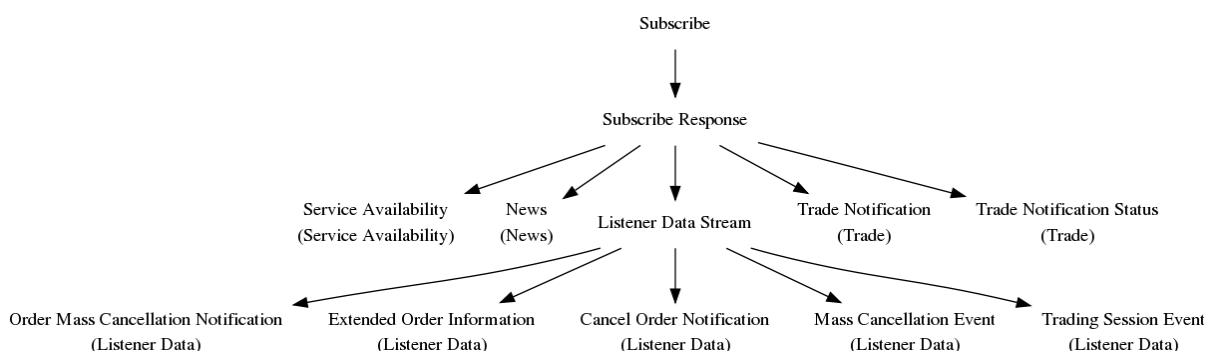 Subscribe
Subscribe Response
Service Availability
(Service Availability)
News
(News)
Listener Data Stream
Trade Notification
(Trade)
Trade Notification Status
(Trade)
Order Mass Cancellation Notification
(Listener Data)
Extended Order Information
(Listener Data)
Cancel Order Notification
(Listener Data)
Mass Cancellation Event
(Listener Data)
Trading Session Event
(Listener Data)